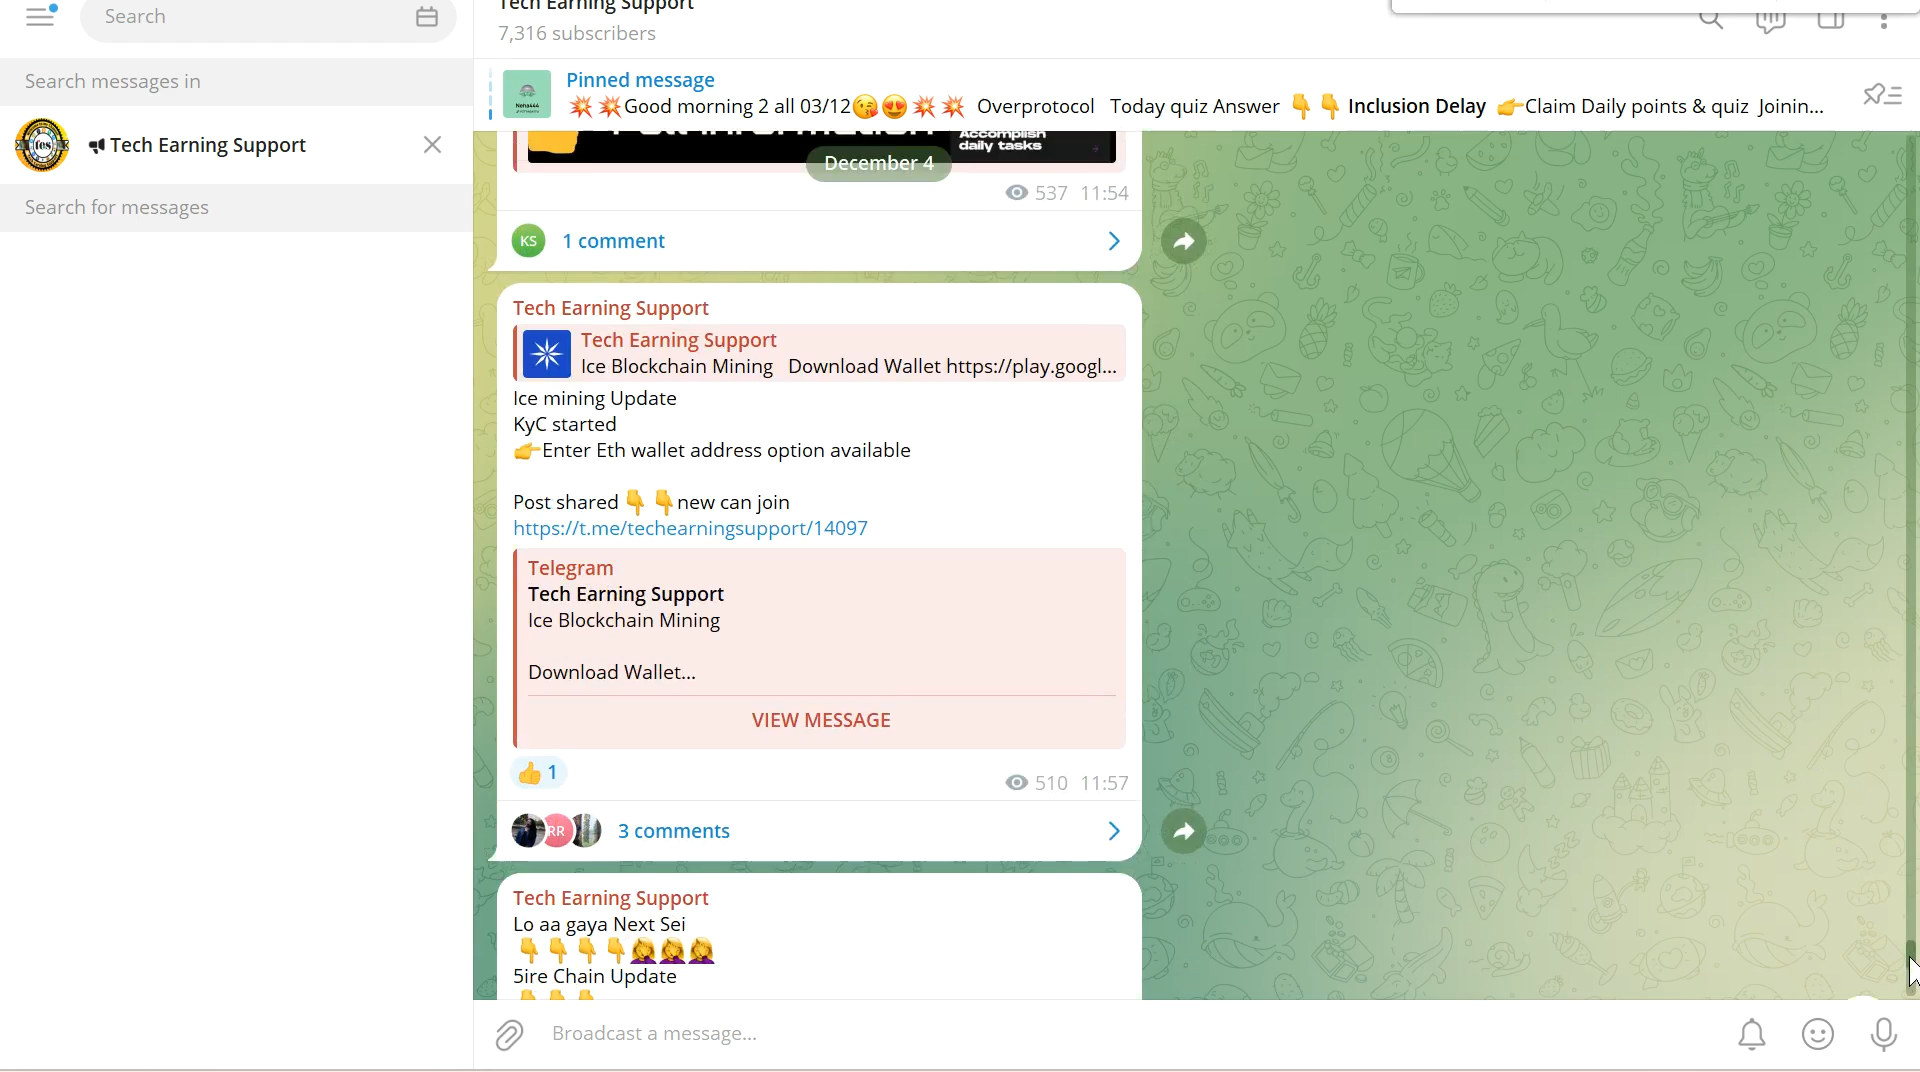 Search
Tech Earning Support
7,316 subscribers
Search messages in
Tech Earning Support
Search for messages
Pinned message
💥 💥Good morning 2 all 03/12😘😍💥 💥 Overprotocol Today quiz Answer 👇 👇 Inclusion Delay 👉Claim Daily points & quiz Joinin...
Accomplish
daily tasks
December 4
537 11:54
KS 1 comment
Tech Earning Support
Tech Earning Support
Ice Blockchain Mining Download Wallet https://play.googl...
Ice mining Update
KyC started
👉Enter Eth wallet address option available
Post shared 👇 👇new can join
https://t.me/techearningsupport/14097
Telegram
Tech Earning Support
Ice Blockchain Mining
Download Wallet...
VIEW MESSAGE
👍 1
510 11:57
RR 3 comments
Tech Earning Support
Lo aa gaya Next Sei
👇👇👇👇🤦‍♀️🤦‍♀️🤦‍♀️
5ire Chain Update
👇👇👇
Broadcast a message...